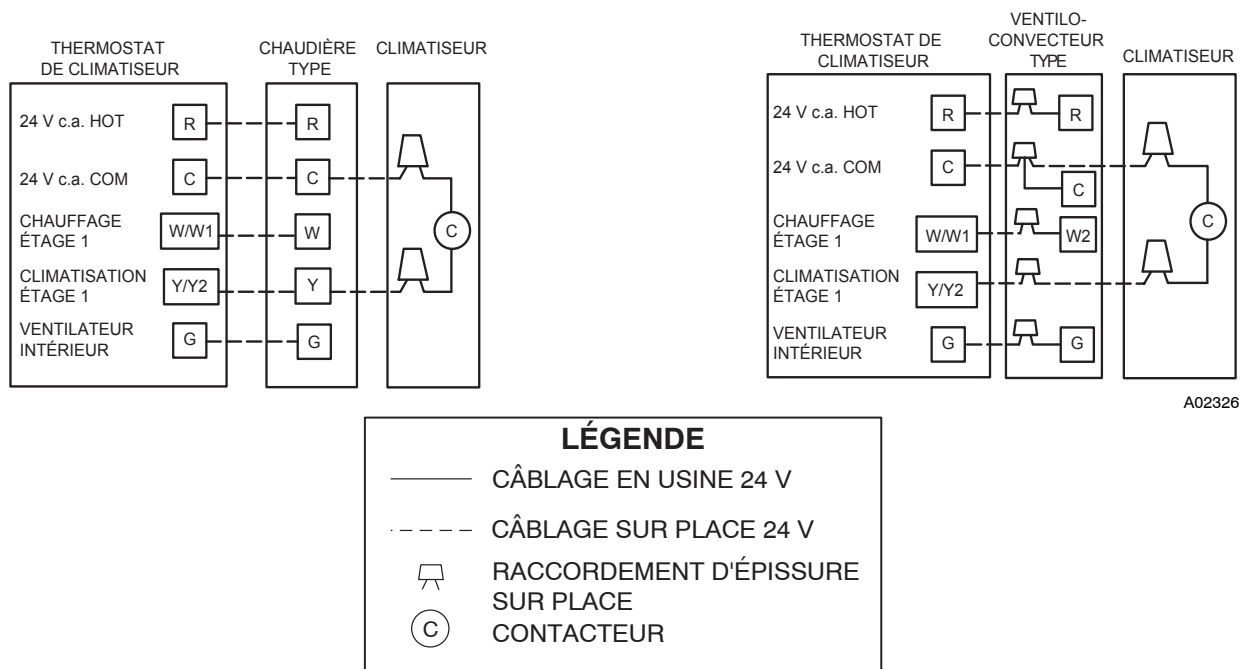 THERMOSTAT
DE CLIMATISEUR
CHAUDIÈRE
TYPE
CLIMATISEUR
24 V c.a. HOT
R
R
24 V c.a. COM
C
C
CHAUFFAGE
ÉTAGE 1
W/W1
W
C
CLIMATISATION
ÉTAGE 1
Y/Y2
Y
VENTILATEUR
INTÉRIEUR
G
G
THERMOSTAT DE
CLIMATISEUR
VENTILO-
CONVECTEUR
TYPE
CLIMATISEUR
24 V c.a. HOT
R
R
24 V c.a. COM
C
C
CHAUFFAGE
ÉTAGE 1
W/W1
W2
C
CLIMATISATION
ÉTAGE 1
Y/Y2
VENTILATEUR
INTÉRIEUR
G
G
A02326
LÉGENDE
CÂBLAGE EN USINE 24 V
CÂBLAGE SUR PLACE 24 V
RACCORDEMENT D'ÉPISSURE
SUR PLACE
C CONTACTEUR